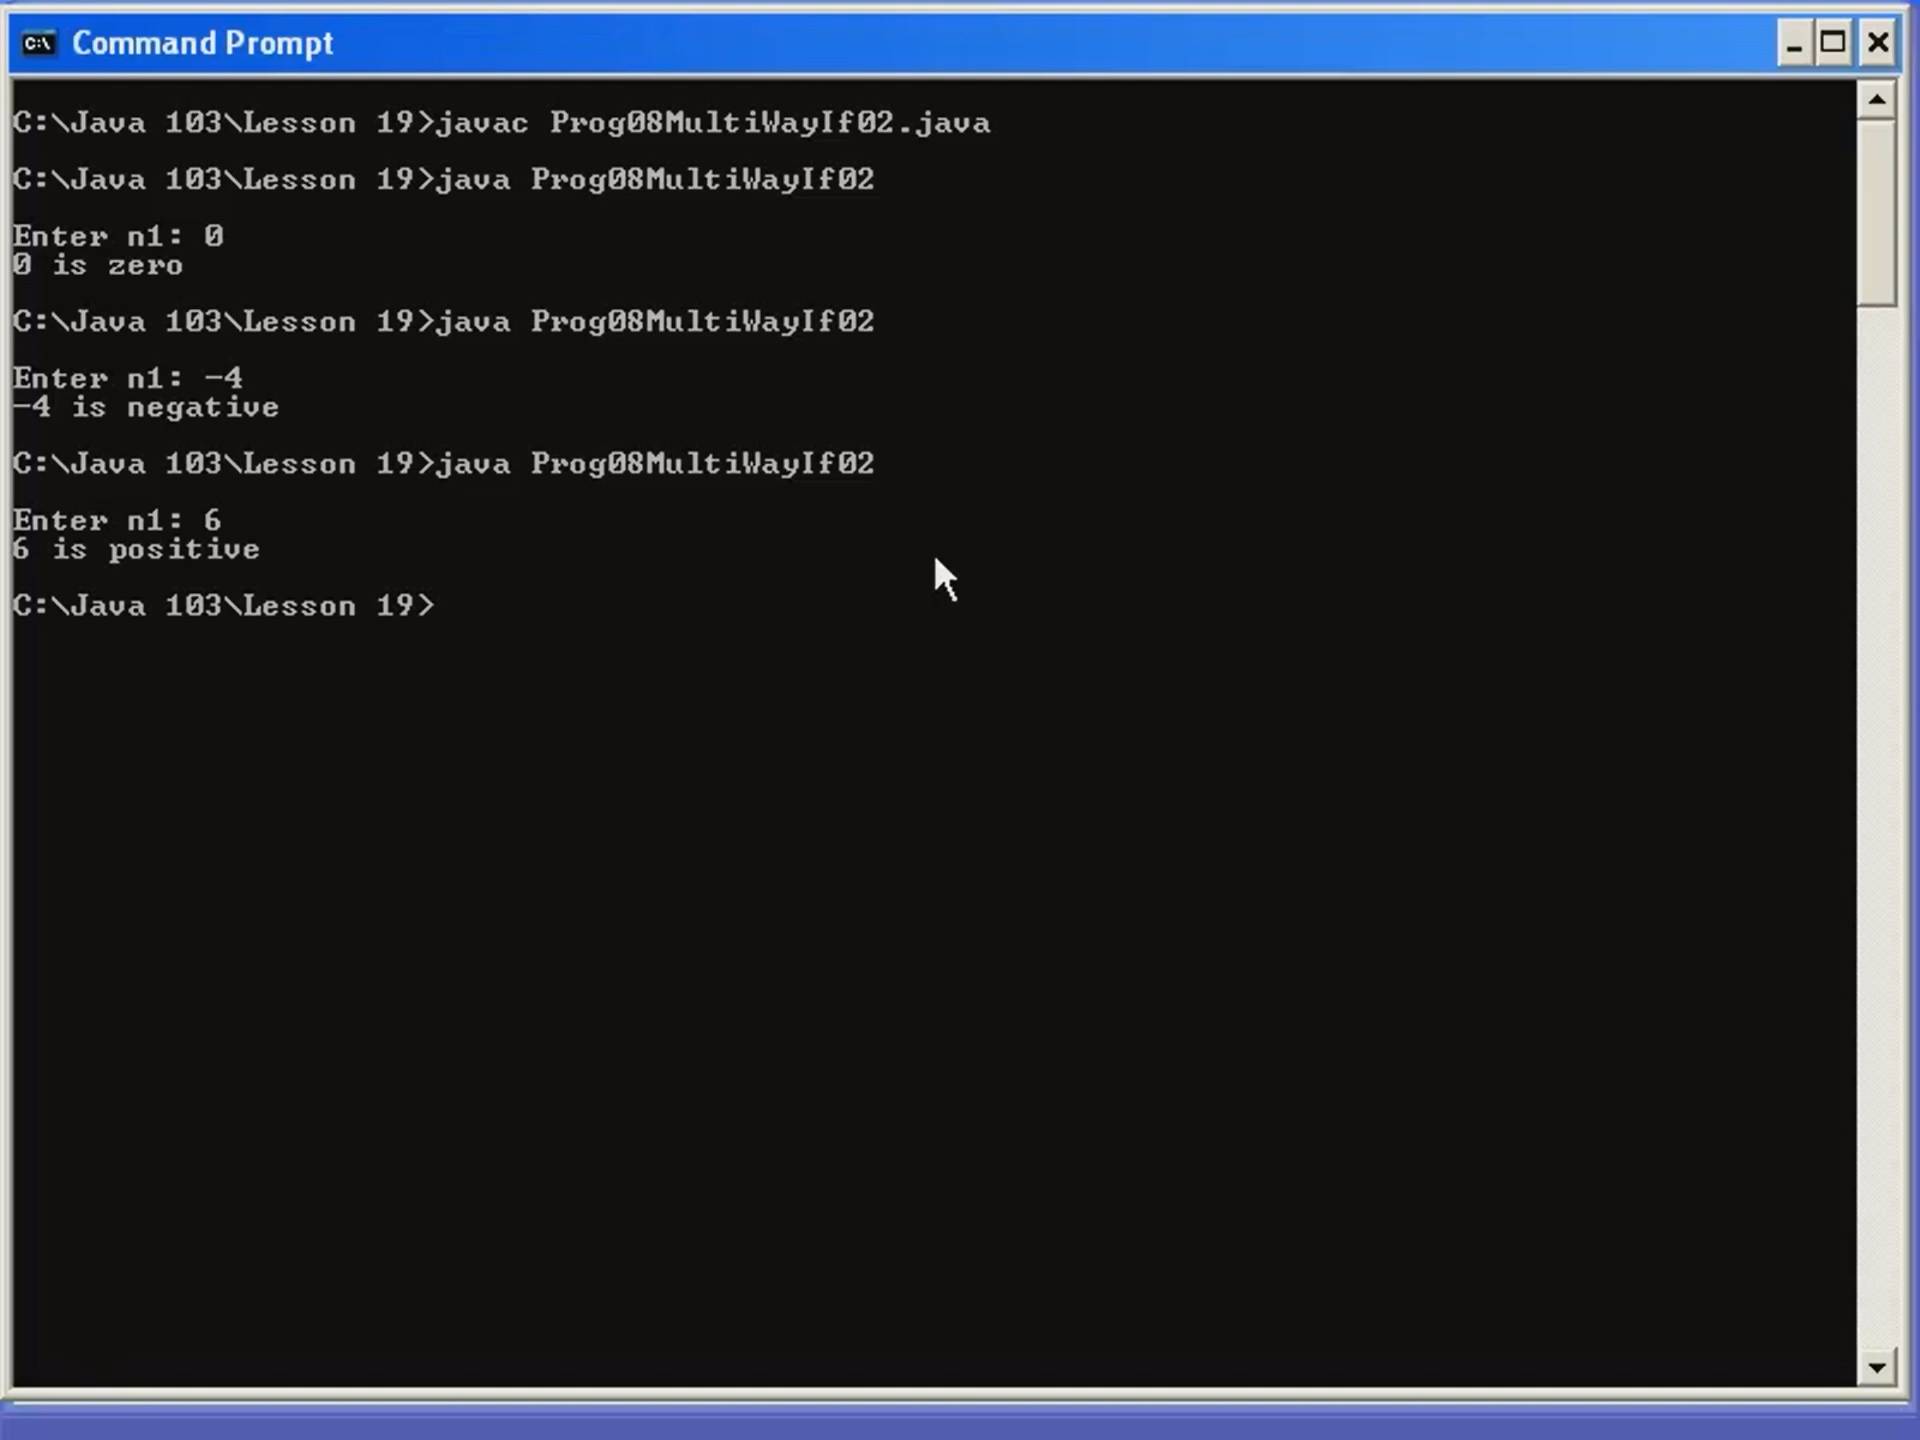 Command Prompt
C:\Java 103\Lesson 19>javac Prog08MultiWayIf02.java
C:\Java 103\Lesson 19>java Prog08MultiWayIf02
Enter n1: 0
0 is zero
C:\Java 103\Lesson 19>java Prog08MultiWayIf02
Enter n1: -4
-4 is negative
C:\Java 103\Lesson 19>java Prog08MultiWayIf02
Enter n1: 6
6 is positive
C:\Java 103\Lesson 19>